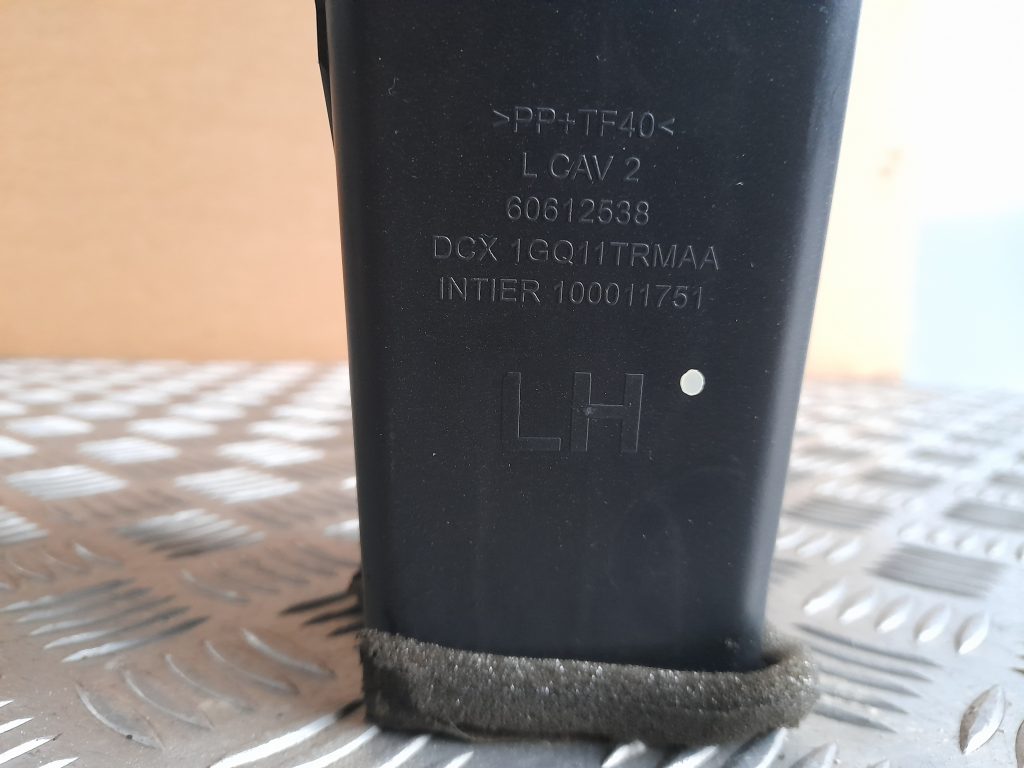 >PP+TF40<
L CAV 2
60612538
DCX 1GQ11TRMAA
INTIER 100011751
LH